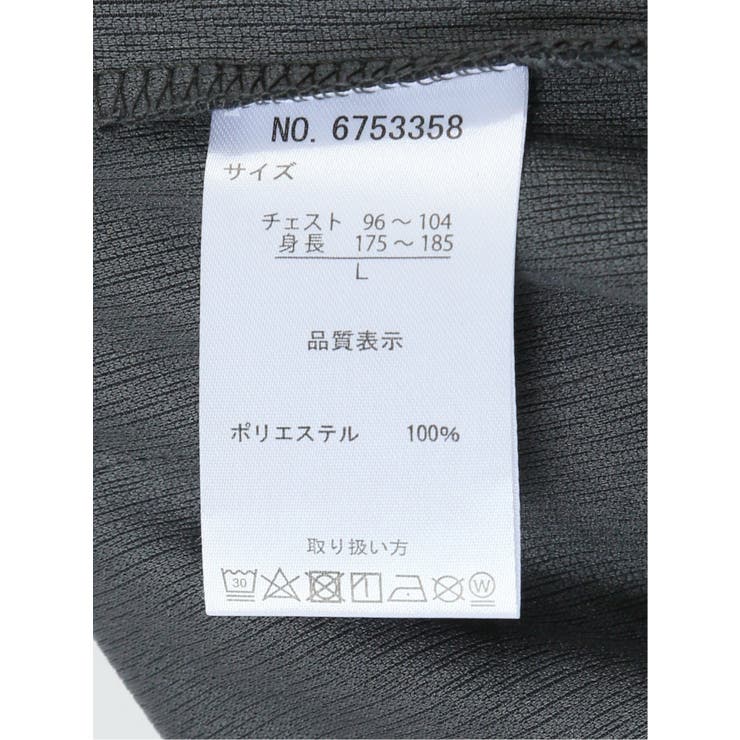 NO. 6753358
サイズ
チェスト 96～104
身長 175～185
L
品質表示
ポリエステル 100%
取り扱い方
30 W